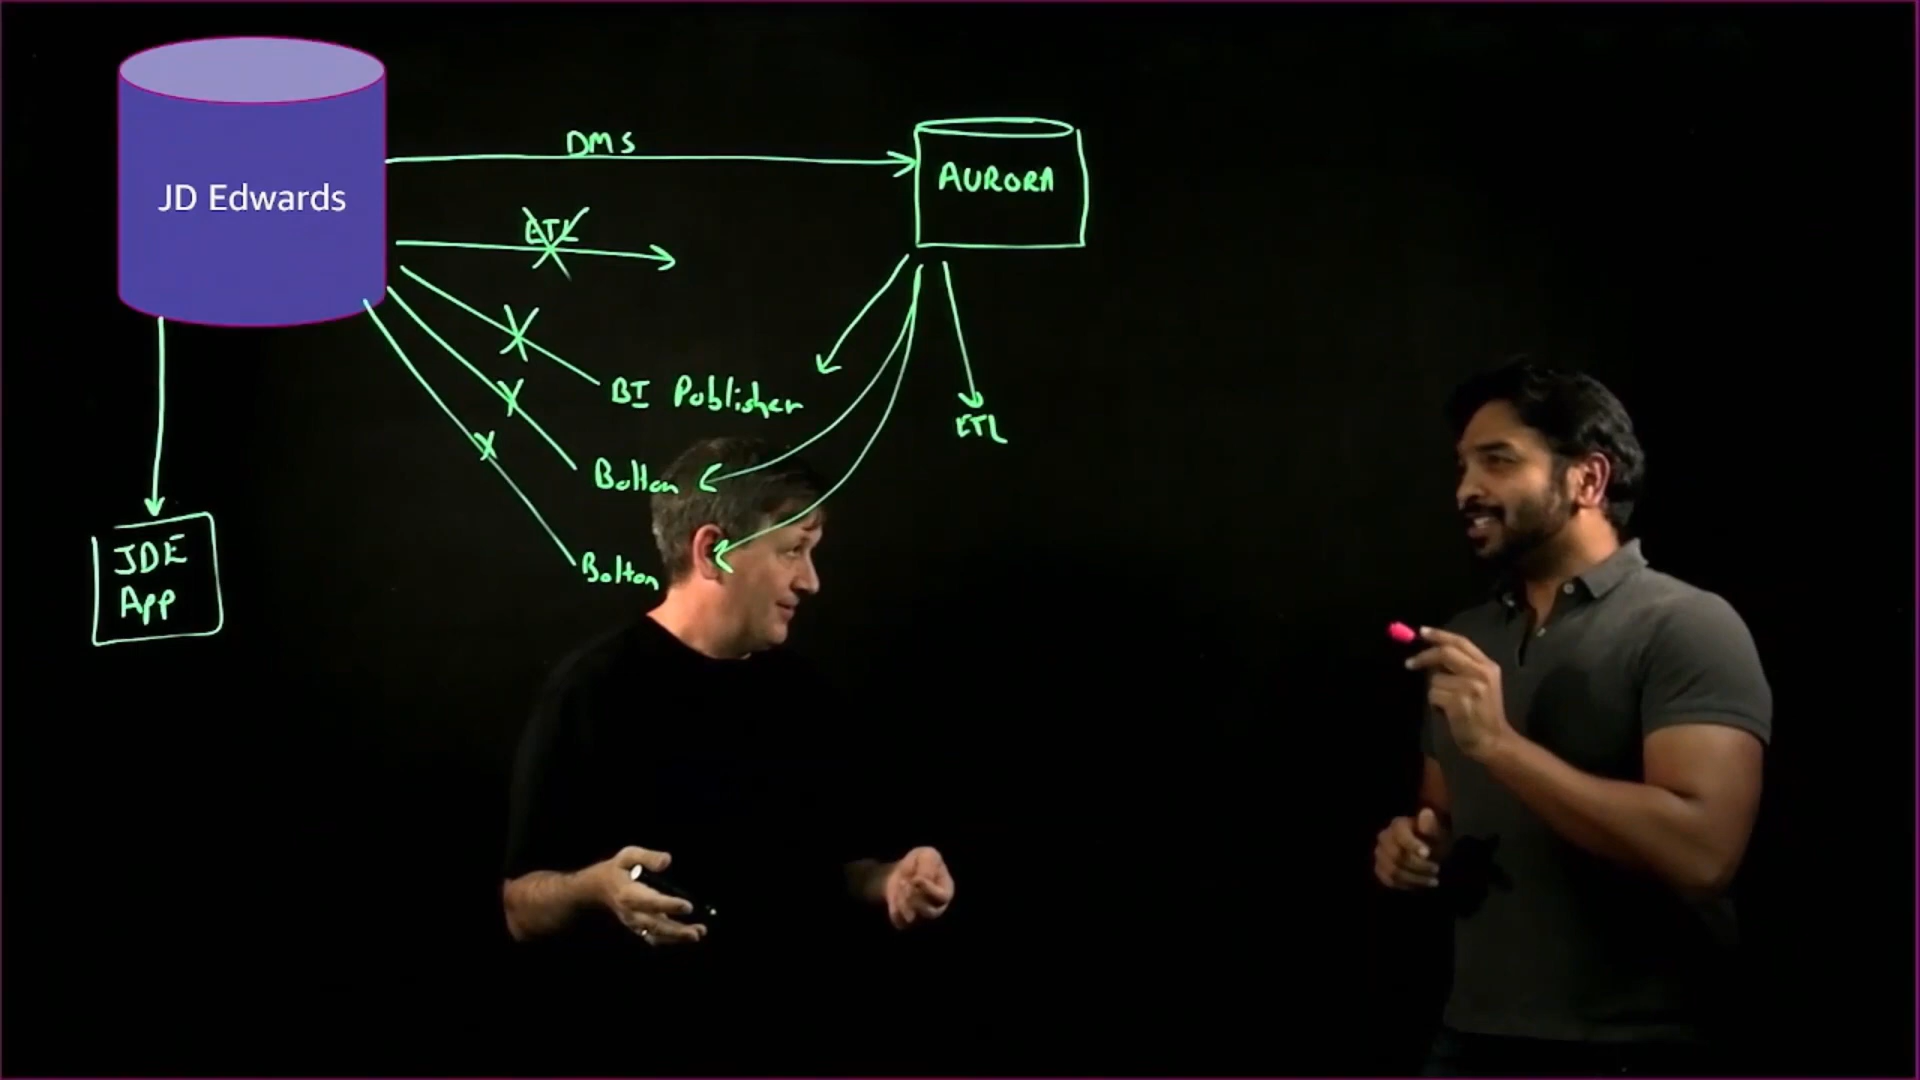 JD Edwards
DMS
AURORA
ETL
BI Publisher
ETL
Bolton
Bolton
JDE
App